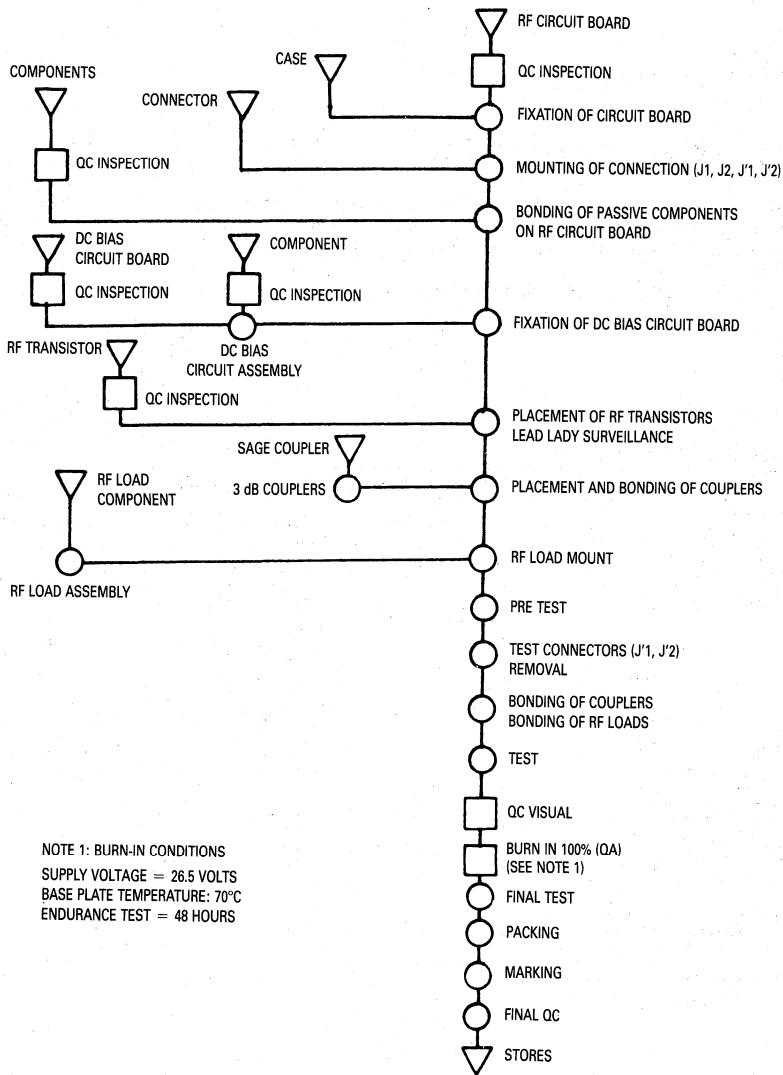 RF CIRCUIT BOARD
CASE
QC INSPECTION
COMPONENTS
CONNECTOR
FIXATION OF CIRCUIT BOARD
QC INSPECTION
MOUNTING OF CONNECTION (J1, J2, J'1, J'2)
BONDING OF PASSIVE COMPONENTS
ON RF CIRCUIT BOARD
DC BIAS
CIRCUIT BOARD
COMPONENT
QC INSPECTION
QC INSPECTION
FIXATION OF DC BIAS CIRCUIT BOARD
DC BIAS
CIRCUIT ASSEMBLY
RF TRANSISTOR
QC INSPECTION
PLACEMENT OF RF TRANSISTORS
LEAD LADY SURVEILLANCE
SAGE COUPLER
3 dB COUPLERS
PLACEMENT AND BONDING OF COUPLERS
RF LOAD
COMPONENT
RF LOAD MOUNT
RF LOAD ASSEMBLY
PRE TEST
TEST CONNECTORS (J'1, J'2)
REMOVAL
BONDING OF COUPLERS
BONDING OF RF LOADS
TEST
QC VISUAL
BURN IN 100% (QA)
(SEE NOTE 1)
FINAL TEST
PACKING
MARKING
FINAL QC
STORES
NOTE 1: BURN-IN CONDITIONS
SUPPLY VOLTAGE = 26.5 VOLTS
BASE PLATE TEMPERATURE: 70°C
ENDURANCE TEST = 48 HOURS